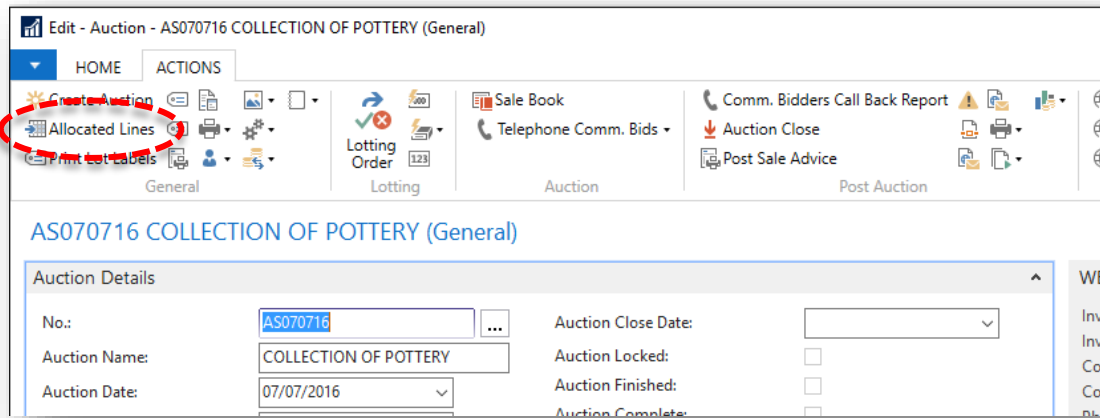 Edit - Auction - AS070716 COLLECTION OF POTTERY (General)
HOME ACTIONS
Create Auction
Allocated Lines
Print Lot Labels
General
Lotting Order
123
Lotting
Sale Book
Telephone Comm. Bids
Auction
Comm. Bidders Call Back Report
Auction Close
Post Sale Advice
Post Auction
AS070716 COLLECTION OF POTTERY (General)
Auction Details
No.: AS070716 ... Auction Close Date:
Auction Name: COLLECTION OF POTTERY Auction Locked:
Auction Date: 07/07/2016 Auction Finished:
Auction Complete: